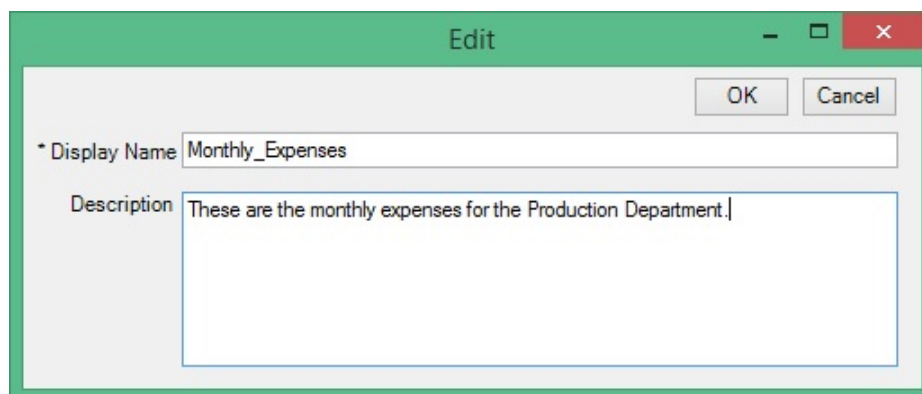 Edit
OK Cancel
* Display Name Monthly_Expenses
Description These are the monthly expenses for the Production Department.